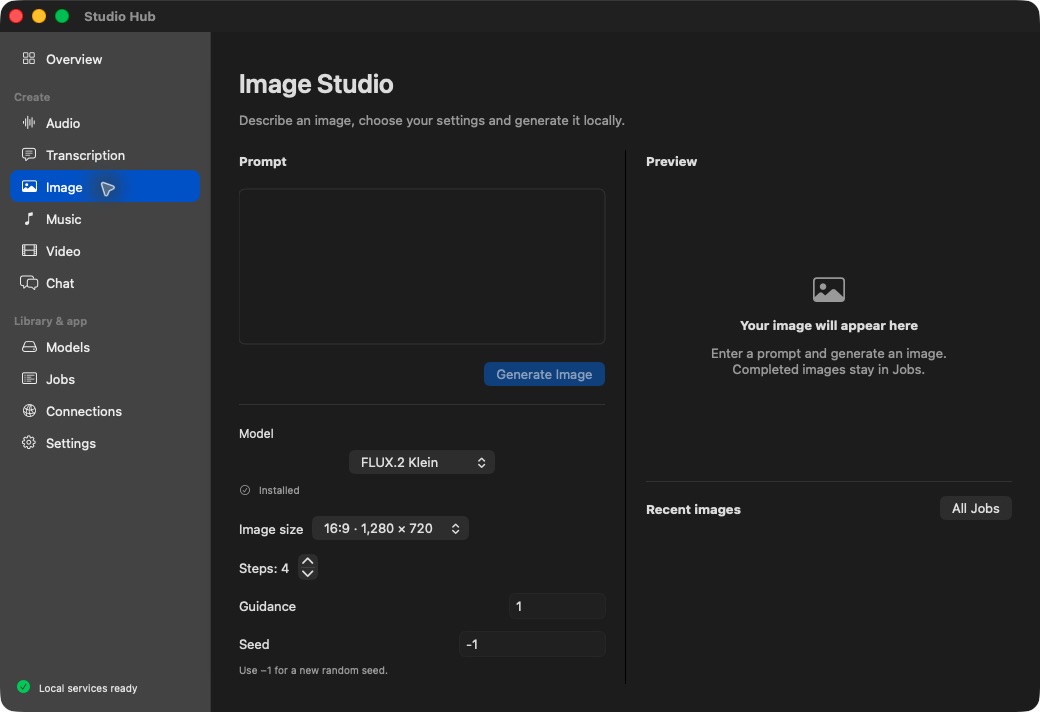 Studio Hub
Overview
Create
Audio
Transcription
Image
Music
Video
Chat
Library & app
Models
Jobs
Connections
Settings
Local services ready
Image Studio
Describe an image, choose your settings and generate it locally.
Prompt
Generate Image
Model
FLUX.2 Klein
Installed
Image size 16:9 · 1,280 × 720
Steps: 4
Guidance 1
Seed -1
Use −1 for a new random seed.
Preview
Your image will appear here
Enter a prompt and generate an image.
Completed images stay in Jobs.
Recent images All Jobs